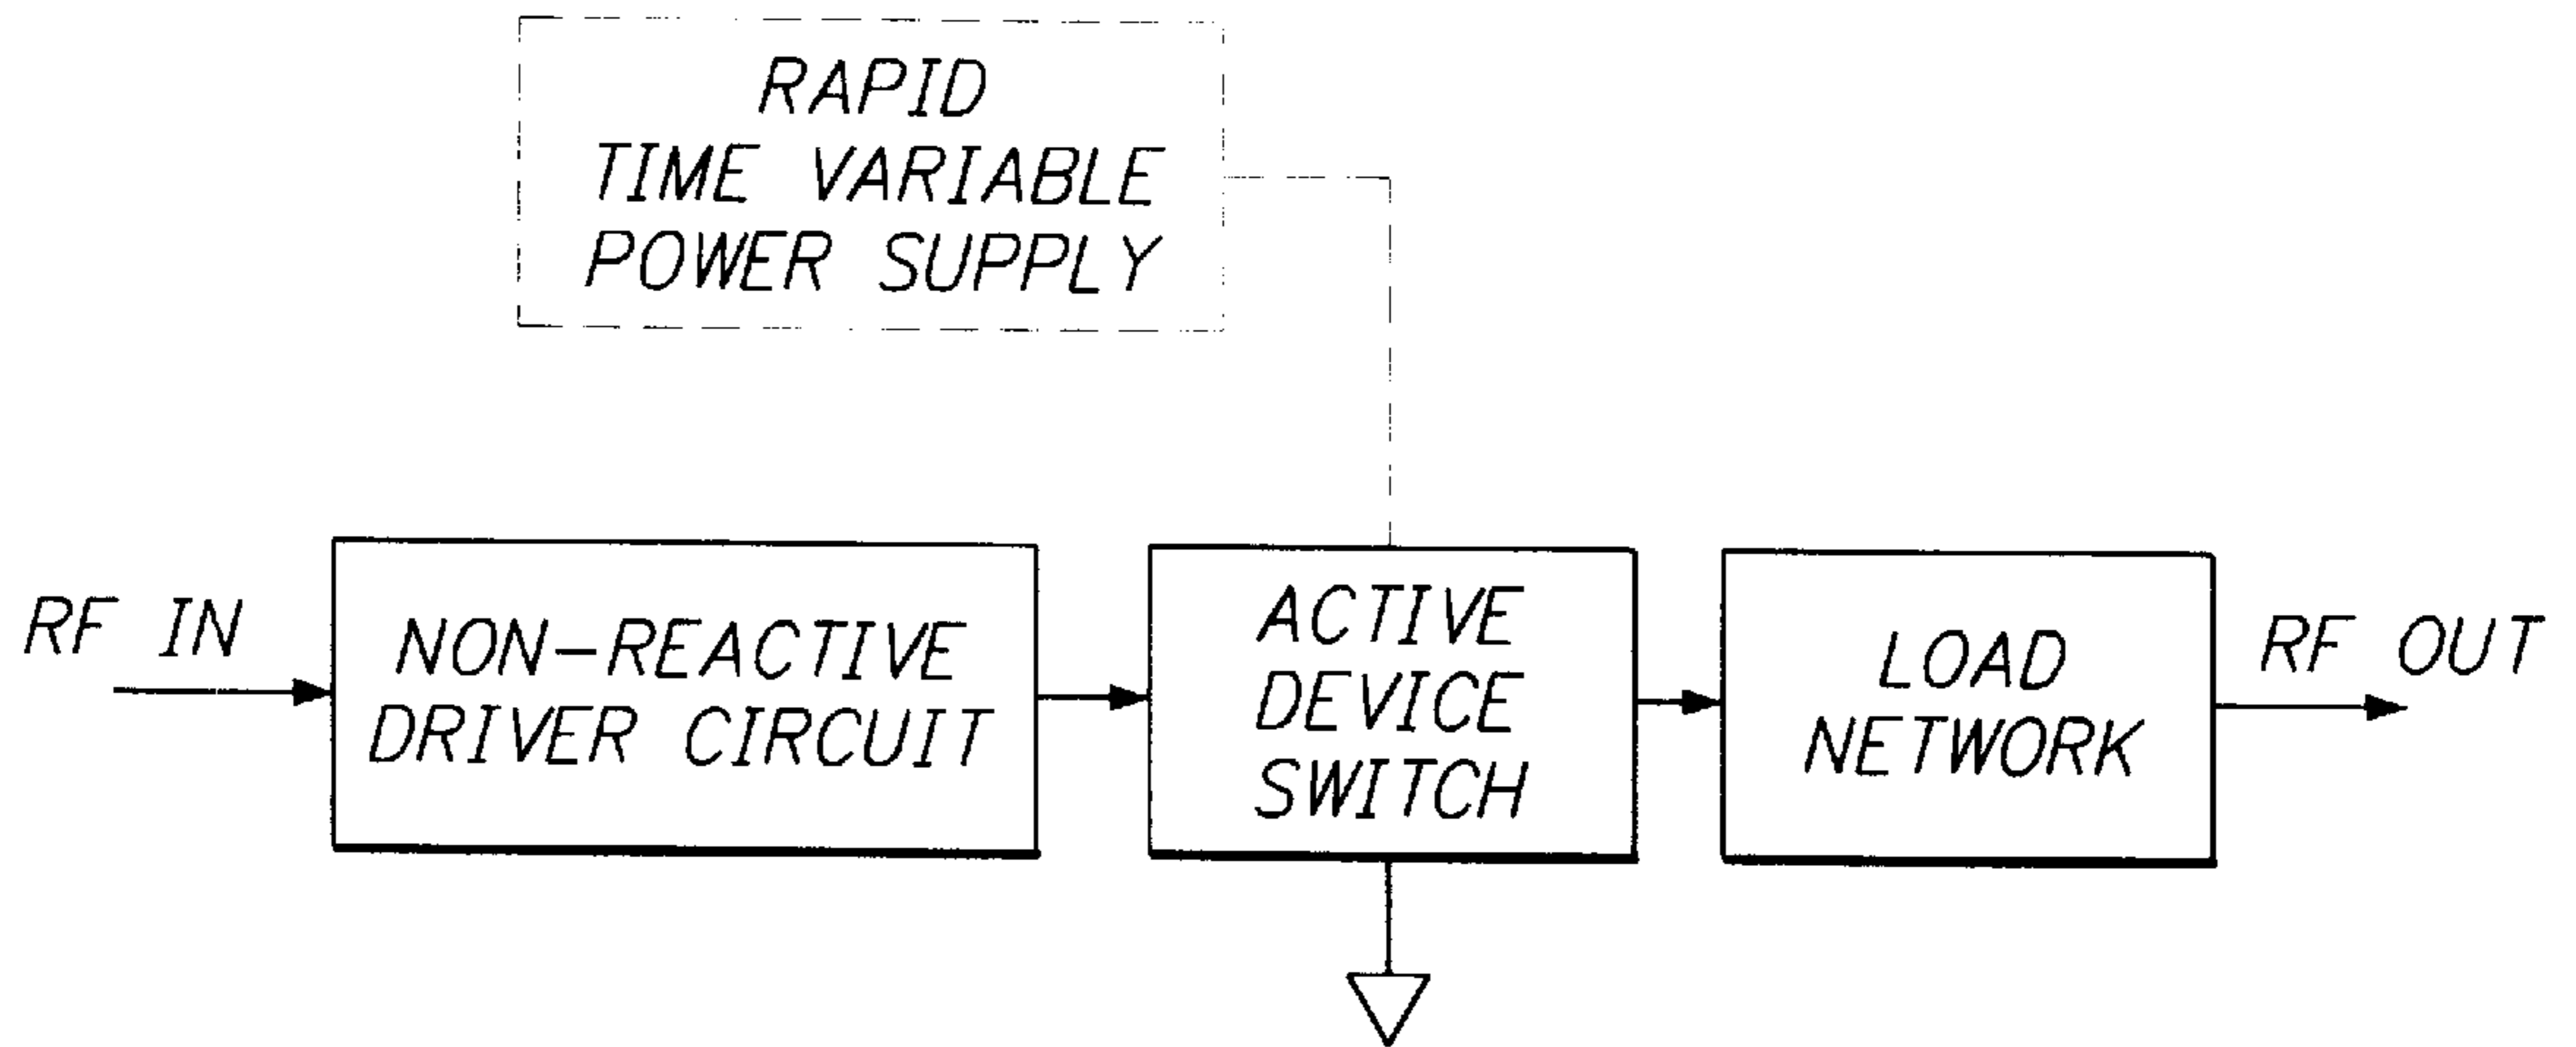 RAPID
TIME VARIABLE
POWER SUPPLY
RF IN
NON-REACTIVE
DRIVER CIRCUIT
ACTIVE
DEVICE
SWITCH
LOAD
NETWORK
RF OUT